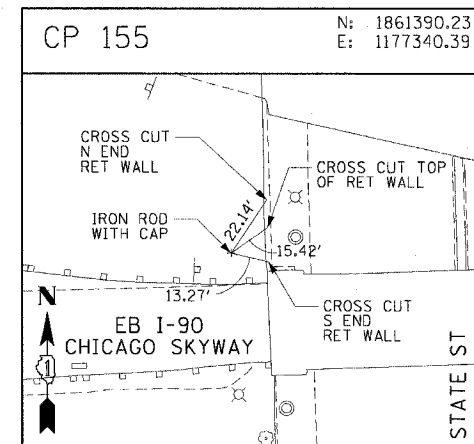 CP 155
N: 1861390.23
E: 1177340.39
CROSS CUT
N END
RET WALL
CROSS CUT TOP
OF RET WALL
IRON ROD
WITH CAP
22.14'
15.42'
13.27'
CROSS CUT
S END
RET WALL
N
1
EB I-90
CHICAGO SKYWAY
STATE ST